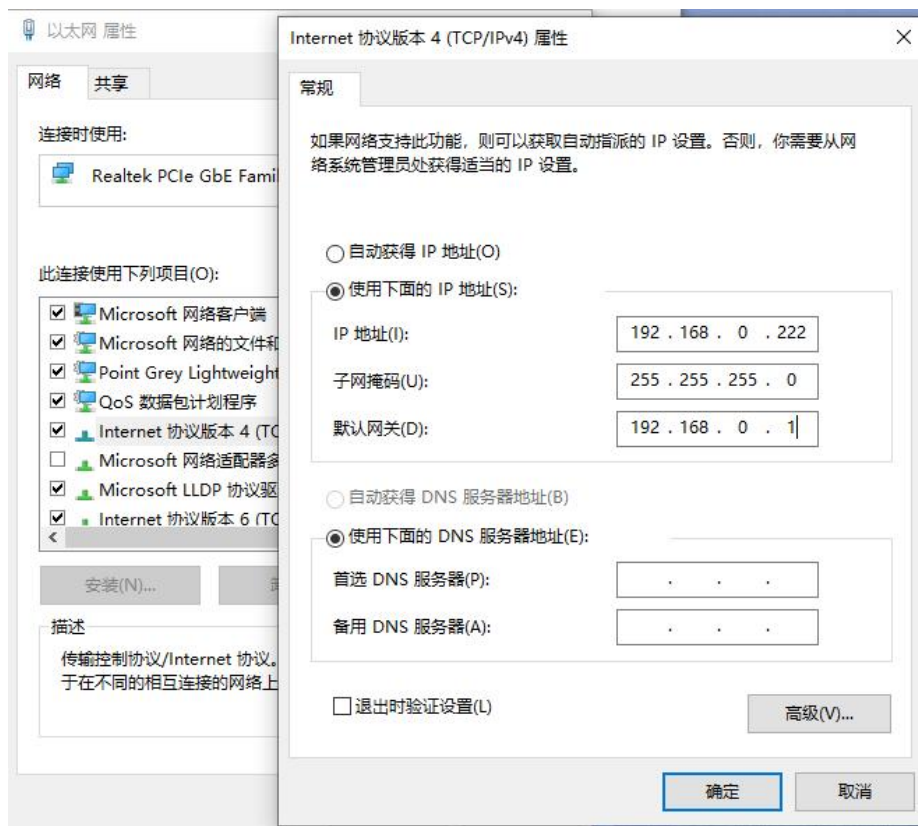 以太网 属性
网络
共享
连接时使用:
Realtek PCIe GbE Fami
此连接使用下列项目(O):
Microsoft 网络客户端
Microsoft 网络的文件和
Point Grey Lightweight
QoS 数据包计划程序
Internet 协议版本 4 (TC
Microsoft 网络适配器多
Microsoft LLDP 协议驱
Internet 协议版本 6 (TC
安装(N)...
描述
传输控制协议/Internet 协议。
于在不同的相互连接的网络上
Internet 协议版本 4 (TCP/IPv4) 属性
常规
如果网络支持此功能，则可以获取自动指派的 IP 设置。否则，你需要从网
络系统管理员处获得适当的 IP 设置。
自动获得 IP 地址(O)
使用下面的 IP 地址(S):
IP 地址(I):
192 . 168 . 0 . 222
子网掩码(U):
255 . 255 . 255 . 0
默认网关(D):
192 . 168 . 0 . 1
自动获得 DNS 服务器地址(B)
使用下面的 DNS 服务器地址(E):
首选 DNS 服务器(P):
. . .
备用 DNS 服务器(A):
. . .
退出时验证设置(L)
高级(V)...
确定
取消